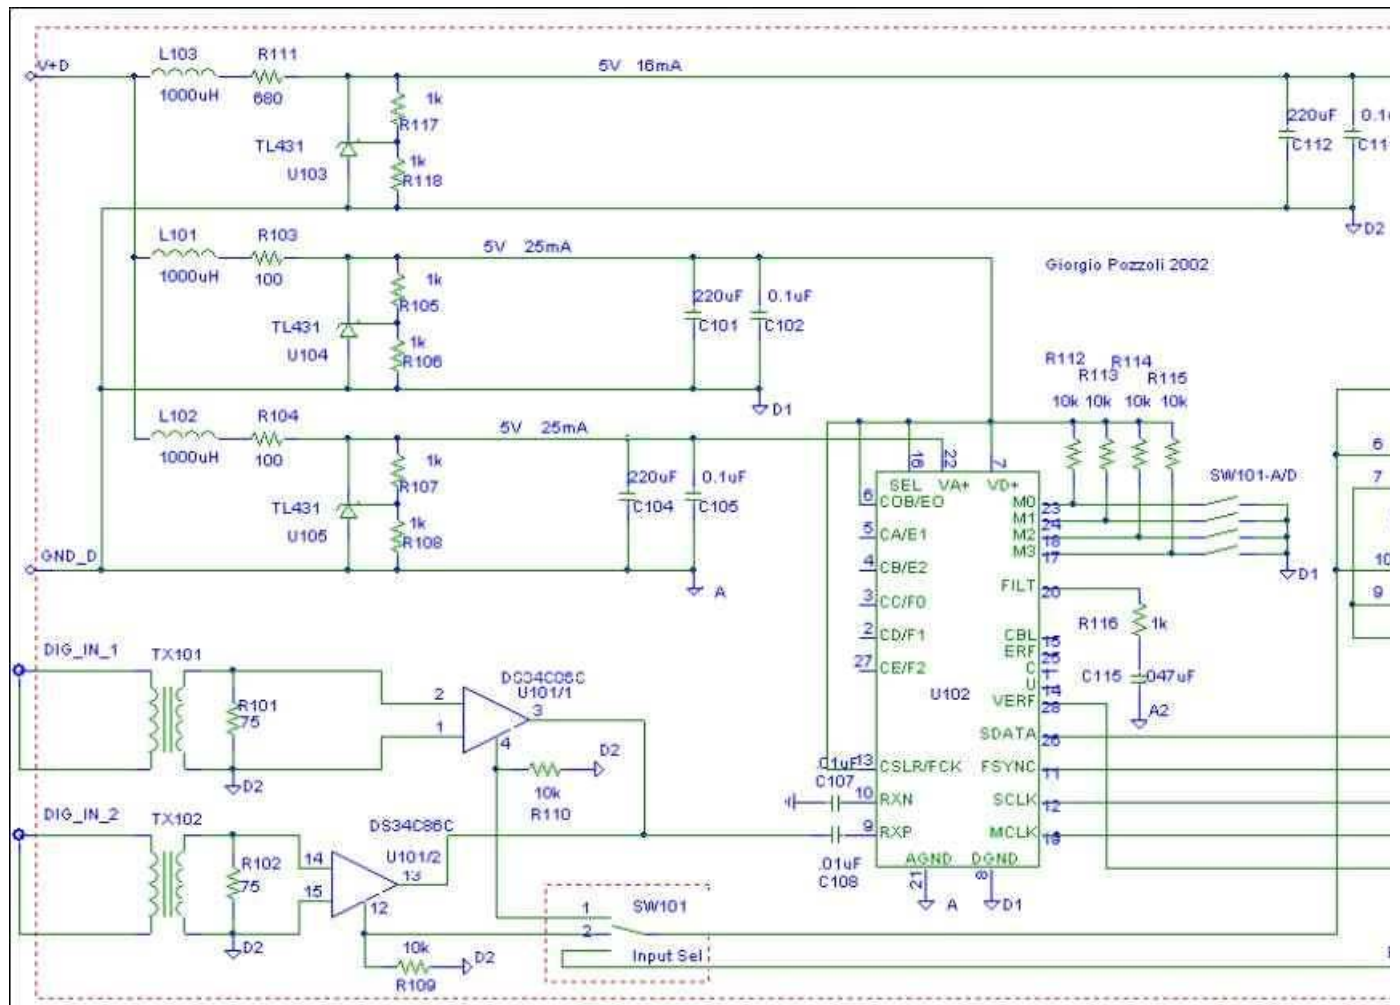 V+D
L103
R111
1000uH
680
5V 16mA
1k
R117
TL431
U103
1k
R118
220uF
C112
D2
L101
R103
1000uH
100
5V 25mA
1k
R105
TL431
U104
1k
R106
220uF
C101
0.1uF
C102
D1
Giorgio Pozzoli 2002
L102
R104
1000uH
100
5V 25mA
1k
R107
TL431
U105
1k
R108
220uF
C104
0.1uF
C105
GND_D
A
R112
R113
R114
R115
10k 10k 10k 10k
SW101-A/D
D1
16
22
7
SEL
VA+
VD+
6
COB/EO
5
CA/E1
4
CB/E2
3
CC/F0
2
CD/F1
27
CE/F2
U102
13
CSLR/FCK
10
RXN
9
RXP
M0
23
M1
24
M2
18
M3
17
FILT
20
CBL
15
ERF
25
C
1
U
14
VERF
28
SDATA
26
FSYNC
11
SCLK
12
MCLK
19
AGND
DGND
21
8
A
D1
R116
1k
C115
.047uF
A2
6
7
10
9
DIG_IN_1
TX101
R101
75
D2
2
1
3
4
U101/1
D2
10k
R110
C107
.01uF
C108
DIG_IN_2
TX102
R102
75
D2
DS34C86C
U101/2
14
15
13
12
10k
R109
D2
1
2
SW101
Input Sel